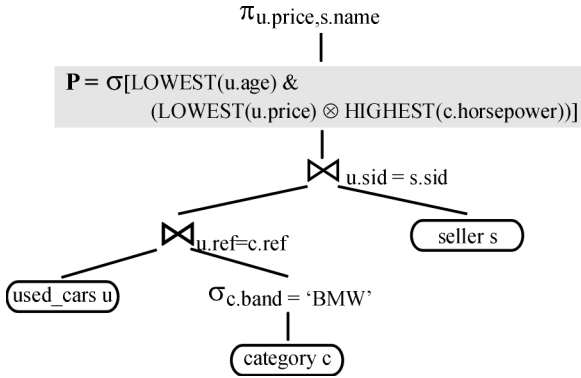 πu.price,s.name
P = σ[LOWEST(u.age) &
(LOWEST(u.price) ⊗ HIGHEST(c.horsepower))]
⋈ u.sid = s.sid
⋈ u.ref=c.ref
seller s
used_cars u
σc.band = ‘BMW’
category c